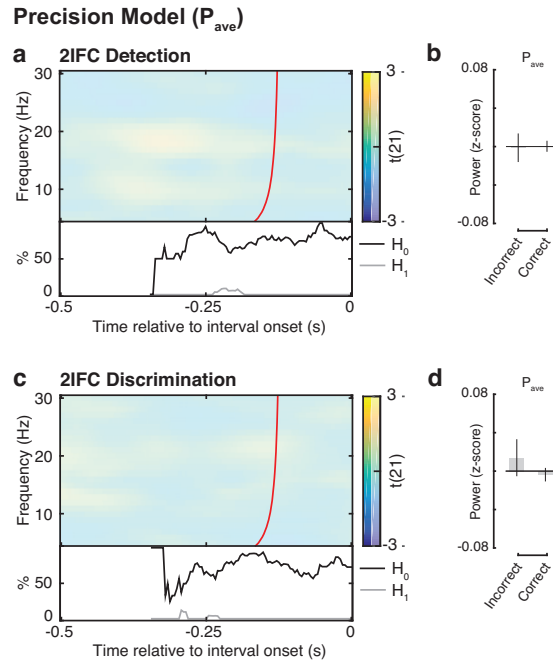 Precision Model (Pave)
a 2IFC Detection
30
20
10
Frequency (Hz)
3
t(21)
-3
%
50
0
H0
H1
-0.5 -0.25 0
Time relative to interval onset (s)
b
Pave
0.08
Power (z-score)
-0.08
Incorrect
Correct
c 2IFC Discrimination
30
20
10
Frequency (Hz)
3
t(21)
-3
%
50
0
H0
H1
-0.5 -0.25 0
Time relative to interval onset (s)
d
Pave
0.08
Power (z-score)
-0.08
Incorrect
Correct